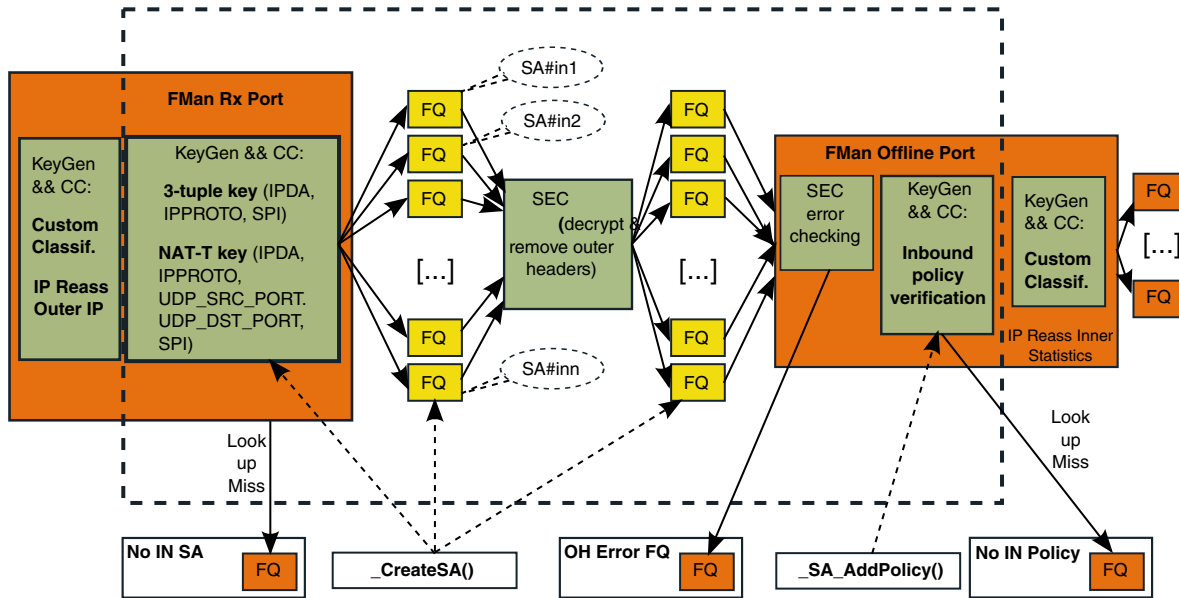 FMan Rx Port
KeyGen
&& CC:
Custom
Classif.
IP Reass
Outer IP
KeyGen && CC:
3-tuple key (IPDA,
IPPROTO, SPI)
NAT-T key (IPDA,
IPPROTO,
UDP_SRC_PORT.
UDP_DST_PORT,
SPI)
FQ
FQ
FQ
[...]
FQ
FQ
SA#in1
SA#in2
SA#inn
SEC
(decrypt &
remove outer
headers)
FQ
FQ
FQ
[...]
FQ
FQ
FMan Offline Port
SEC
error
checking
KeyGen
&& CC:
Inbound
policy
verification
KeyGen
&& CC:
Custom
Classif.
IP Reass Inner
Statistics
FQ
[...]
FQ
Look
up
Miss
Look
up
Miss
No IN SA
FQ
_CreateSA()
OH Error FQ
FQ
_SA_AddPolicy()
No IN Policy
FQ